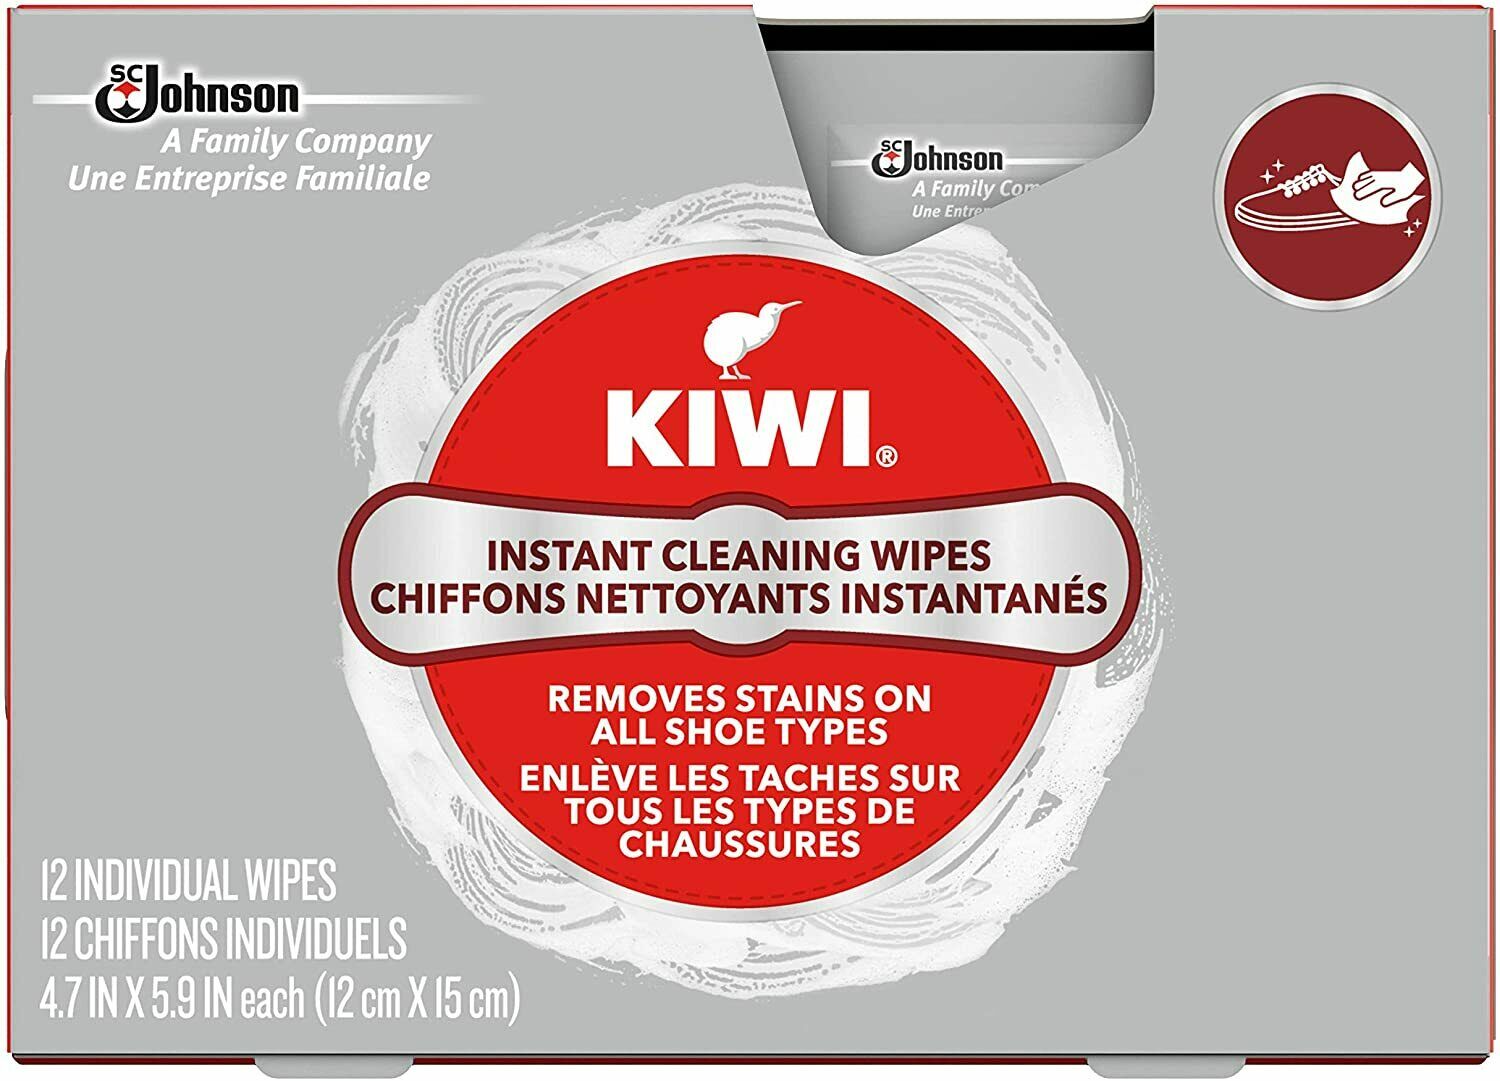 SC Johnson
A Family Company
Une Entreprise Familiale
SC Johnson
A Family
Une
KIWI®
INSTANT CLEANING WIPES
CHIFFONS NETTOYANTS INSTANTANÉS
REMOVES STAINS ON
ALL SHOE TYPES
ENLÈVE LES TACHES SUR
TOUS LES TYPES DE
CHAUSSURES
12 INDIVIDUAL WIPES
12 CHIFFONS INDIVIDUELS
4.7 IN X 5.9 IN each (12 cm X 15 cm)